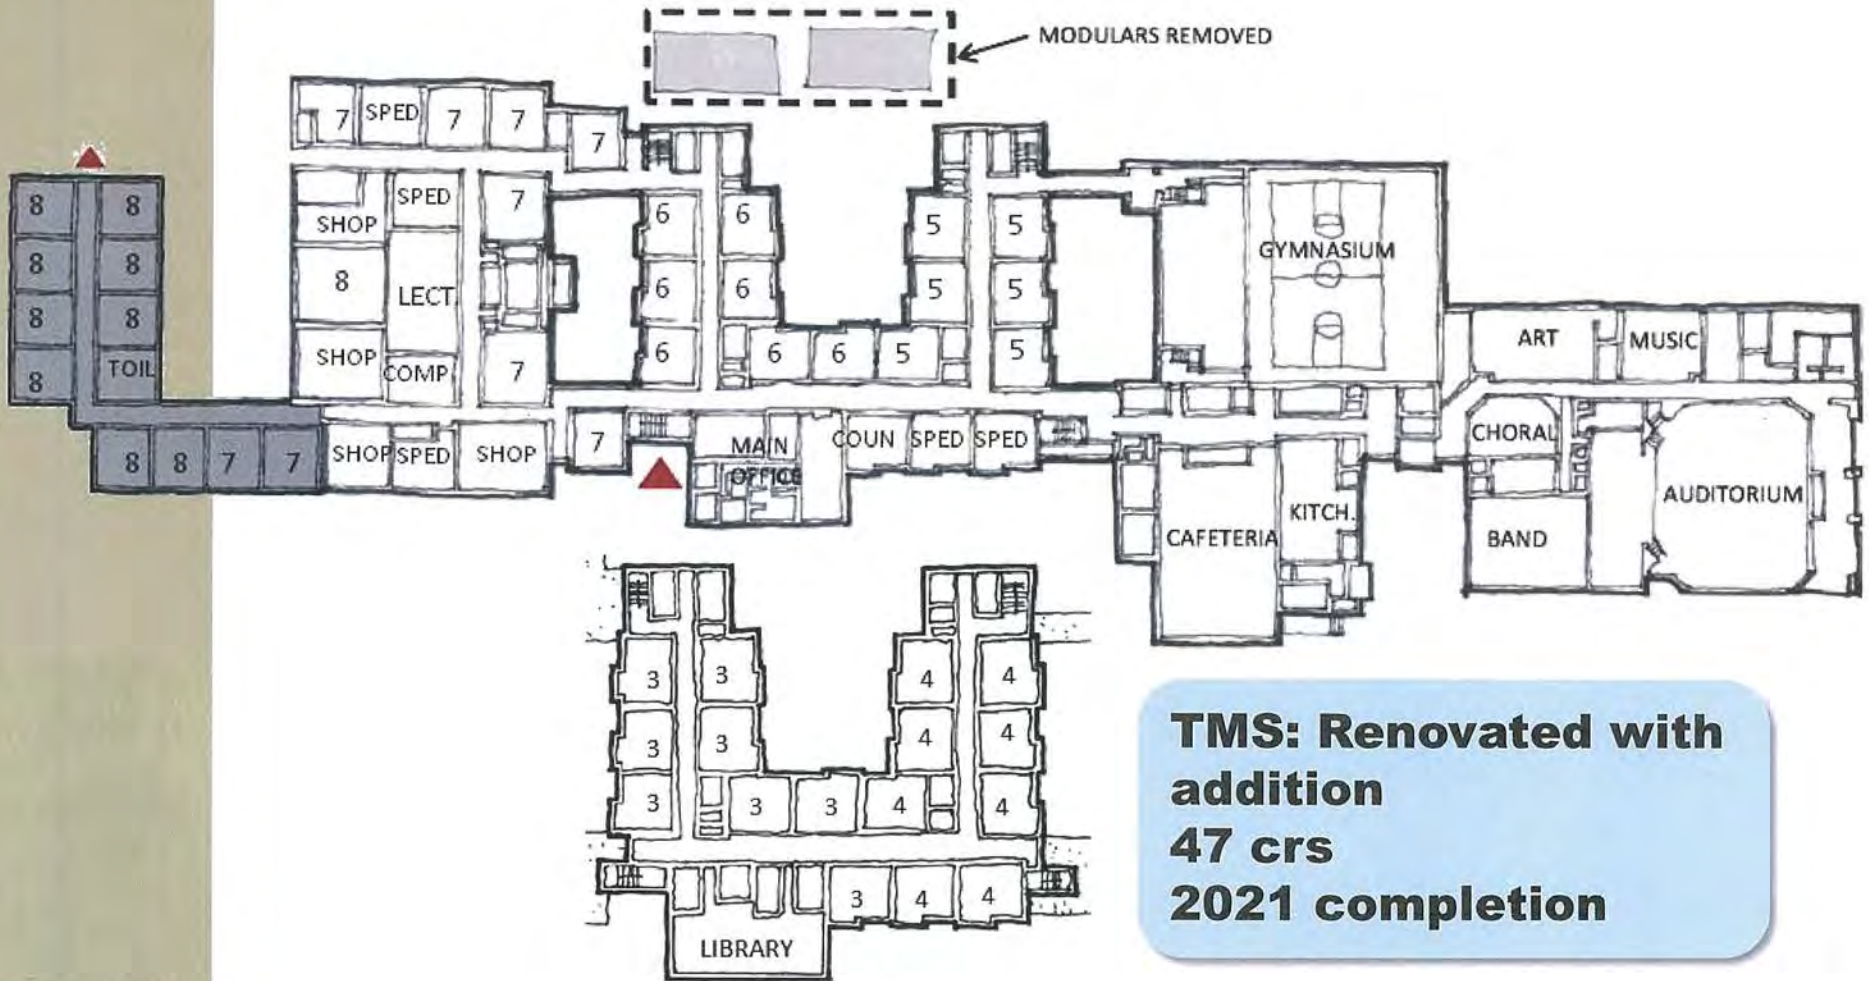 MODULARS REMOVED
7 SPED 7 7
7
8 8
SPED
7
SHOP
6 6 5 5
GYMNASIUM
8 8
8
LECT.
6 6 5 5
8 8
SHOP
6 6 6 5 5
ART MUSIC
8 TOIL
COMP.
7
8 8 7 7
SHOP SPED SHOP
7
MAIN
OFFICE
COUN SPED SPED
CHORAL
AUDITORIUM
KITCH.
CAFETERIA
BAND
3 3 4 4
3 3 4 4
3 3 3 4 4
3 4 4
LIBRARY
TMS: Renovated with
addition
47 crs
2021 completion